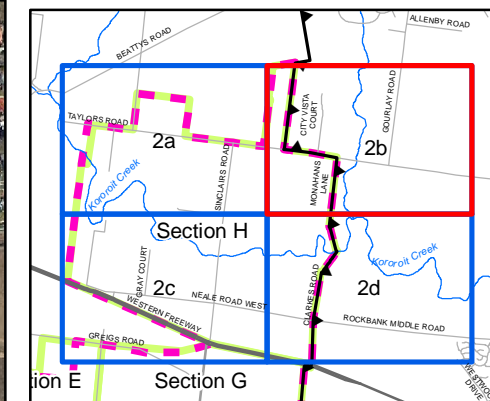 ALLENBY ROAD
BEATTYS ROAD
CITY VISTA
COURT
GOURLAY ROAD
TAYLORS ROAD
2a
2b
SINCLAIRS ROAD
MONAHANS
LANE
Kororoit Creek
Section H
Kororoit Creek
GRAY COURT
2c
NEALE ROAD WEST
CLARKES ROAD
2d
WESTERN FREEWAY
ROCKBANK MIDDLE ROAD
GREIGS ROAD
WESTWOOD
DRIVE
tion E
Section G